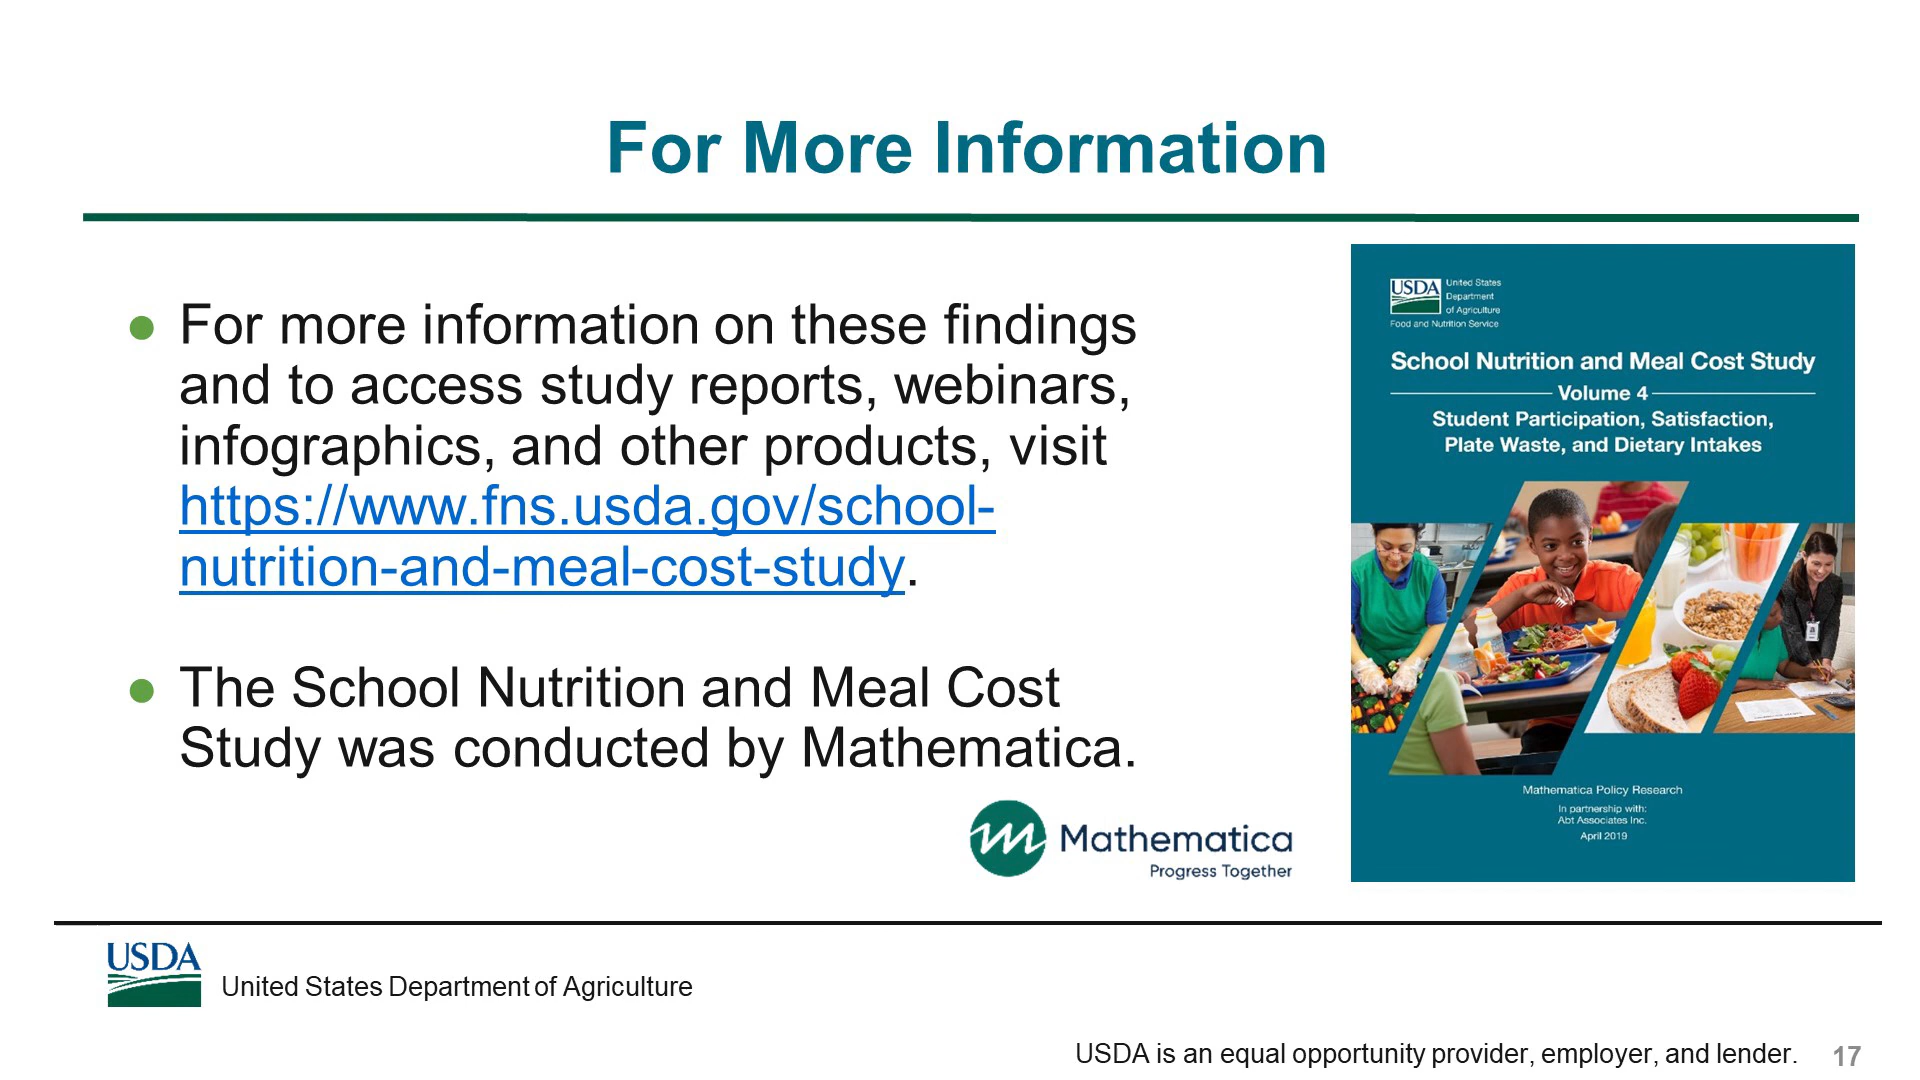 For More Information
● For more information on these findings
and to access study reports, webinars,
infographics, and other products, visit
https://www.fns.usda.gov/school-
nutrition-and-meal-cost-study.
● The School Nutrition and Meal Cost
Study was conducted by Mathematica.
Mathematica
Progress Together
USDA
United States
Department
of Agriculture
Food and Nutrition Service
School Nutrition and Meal Cost Study
Volume 4
Student Participation, Satisfaction,
Plate Waste, and Dietary Intakes
Mathematica Policy Research
In partnership with:
Abt Associates Inc.
April 2019
USDA
United States Department of Agriculture
USDA is an equal opportunity provider, employer, and lender.
17